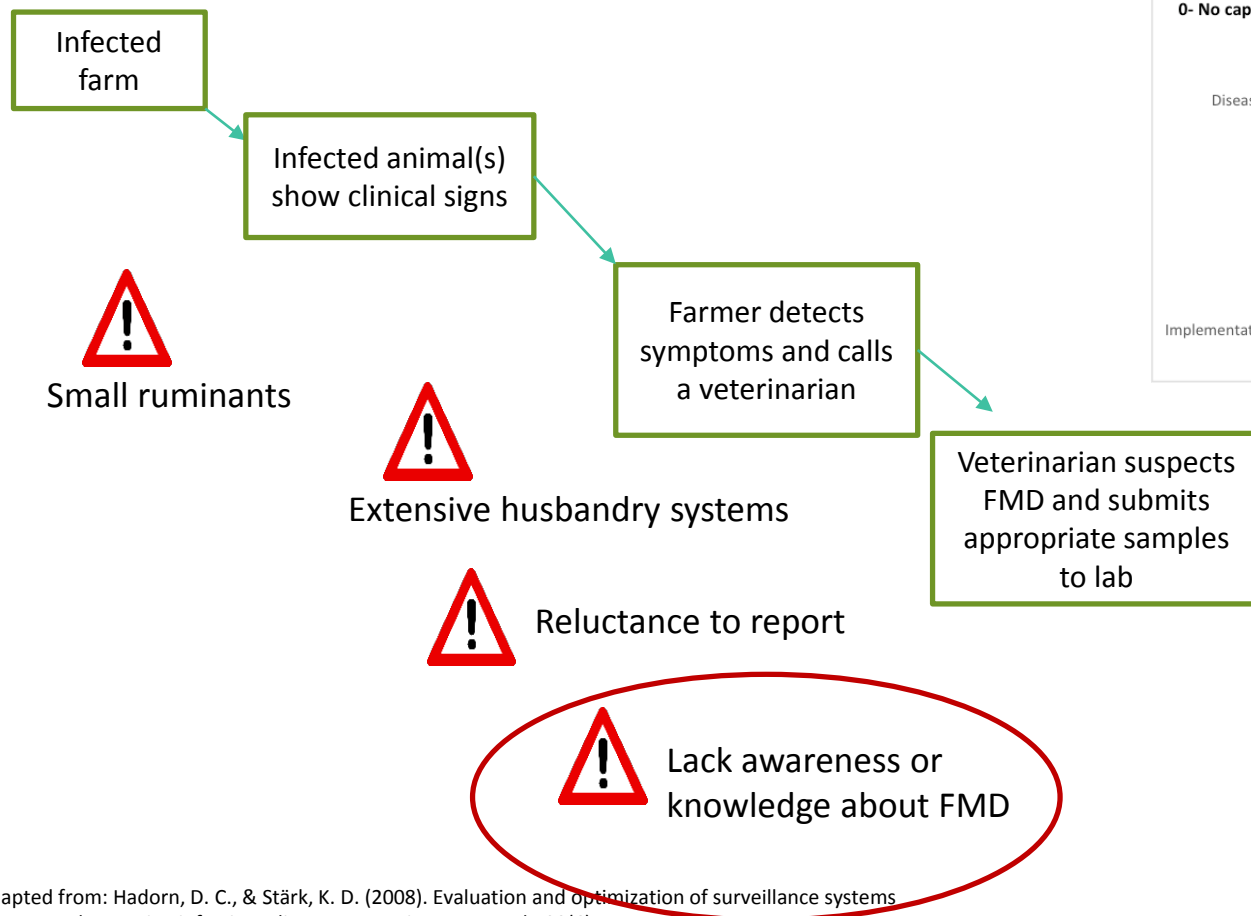 0- No cap
Infected
farm
Diseas
Infected animal(s)
show clinical signs
Farmer detects
symptoms and calls
a veterinarian
Implementat
Small ruminants
Veterinarian suspects
FMD and submits
appropriate samples
to lab
Extensive husbandry systems
Reluctance to report
Lack awareness or
knowledge about FMD
apted from: Hadorn, D. C., & Stärk, K. D. (2008). Evaluation and optimization of surveillance systems